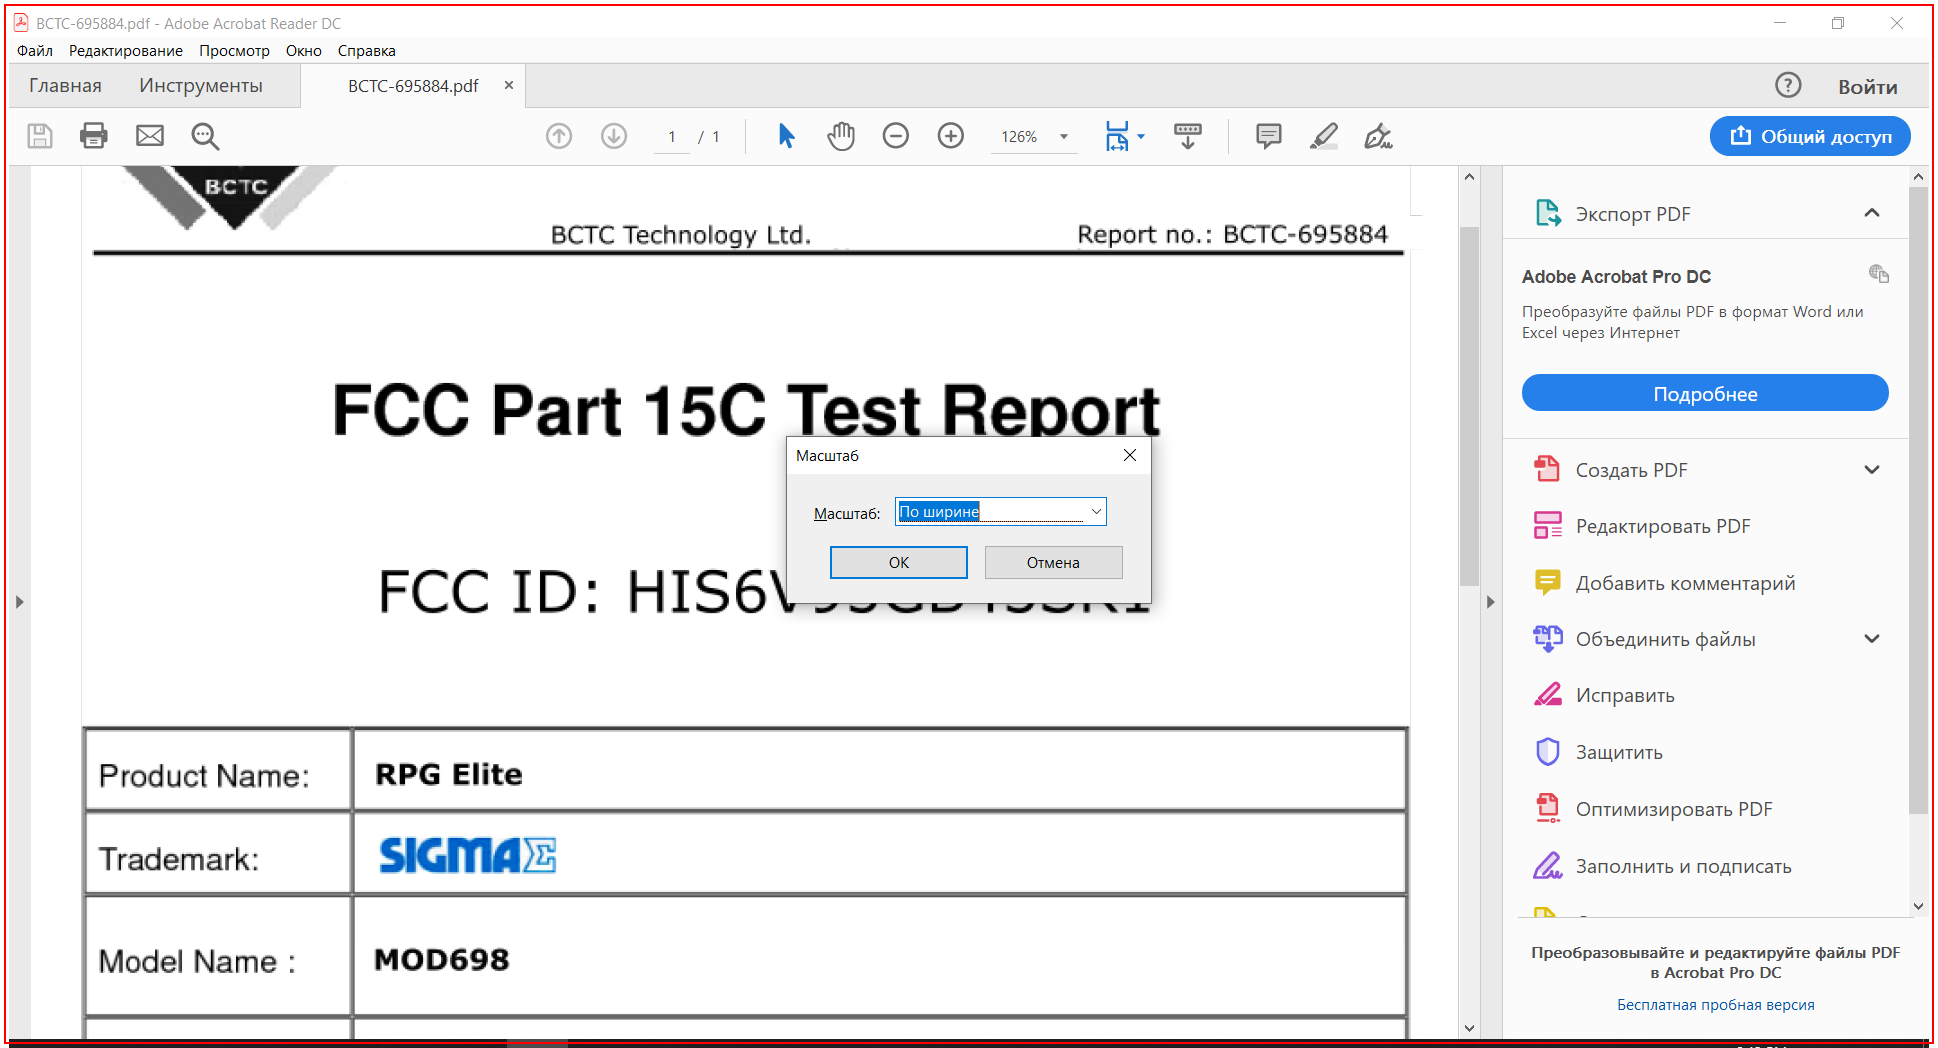 BCTC-695884.pdf - Adobe Acrobat Reader DC
Файл Редактирование Просмотр Окно Справка
Главная Инструменты BCTC-695884.pdf Войти
1 / 1 126% Общий доступ
BCTC
BCTC Technology Ltd. Report no.: BCTC-695884
FCC Part 15C Test Report
Масштаб
Масштаб: По ширине
OK Отмена
FCC ID:
Product Name: RPG Elite
Trademark: SIGMA Σ
Model Name : MOD698
Экспорт PDF
Adobe Acrobat Pro DC
Преобразуйте файлы PDF в формат Word или
Excel через Интернет
Подробнее
Создать PDF
Редактировать PDF
Добавить комментарий
Объединить файлы
Исправить
Защитить
Оптимизировать PDF
Заполнить и подписать
Преобразовывайте и редактируйте файлы PDF
в Acrobat Pro DC
Бесплатная пробная версия